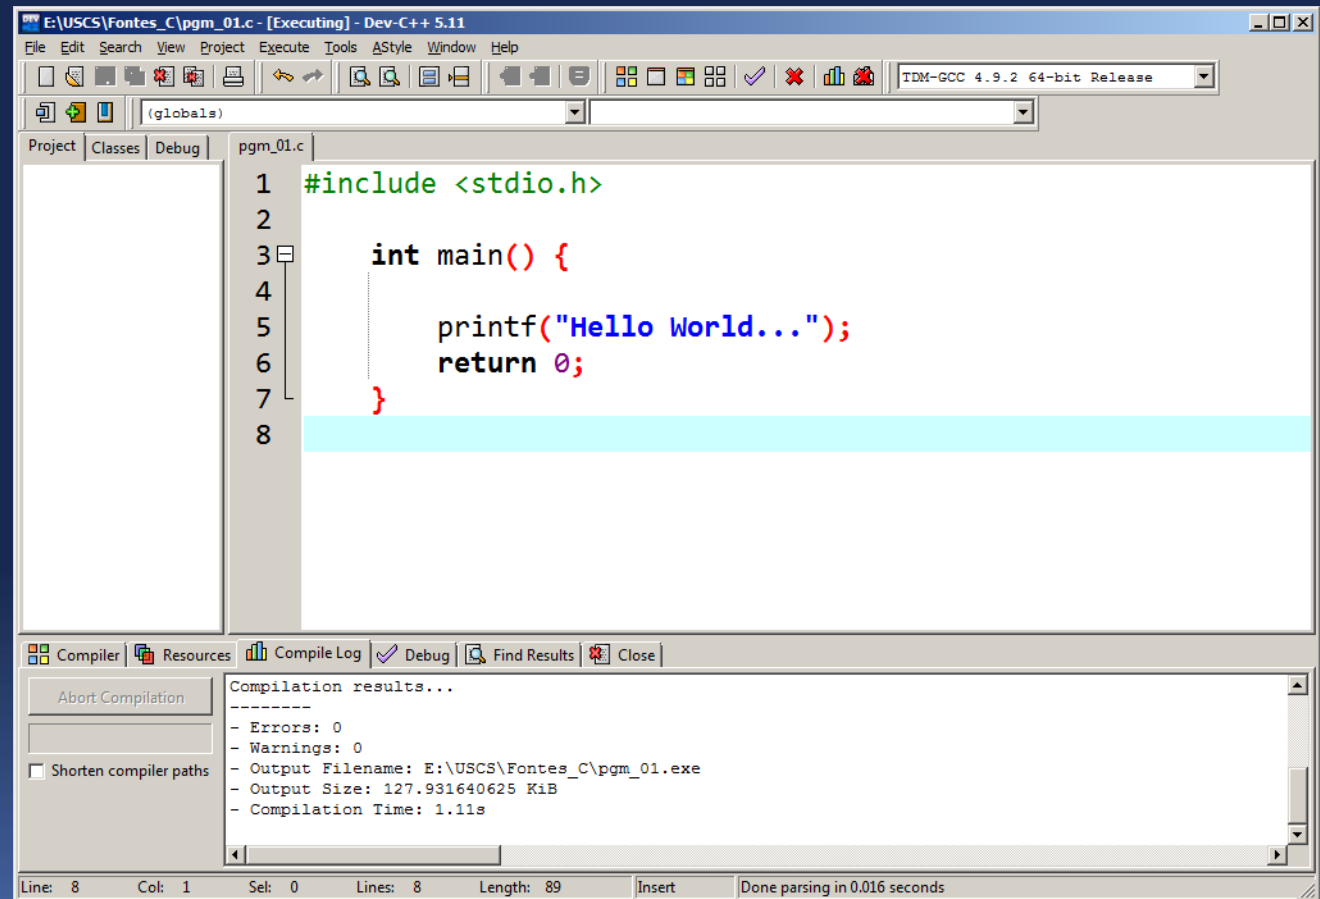 E:\USCS\Fontes_C\pgm_01.c - [Executing] - Dev-C++ 5.11
File Edit Search View Project Execute Tools AStyle Window Help
TDM-GCC 4.9.2 64-bit Release
(globals)
Project Classes Debug pgm_01.c
1 #include <stdio.h>
2
3 int main() {
4
5 printf("Hello World...");
6 return 0;
7 }
8
Compiler Resources Compile Log Debug Find Results Close
Abort Compilation
Shorten compiler paths
Compilation results...
--------
- Errors: 0
- Warnings: 0
- Output Filename: E:\USCS\Fontes_C\pgm_01.exe
- Output Size: 127.931640625 KiB
- Compilation Time: 1.11s
Line: 8 Col: 1 Sel: 0 Lines: 8 Length: 89 Insert Done parsing in 0.016 seconds